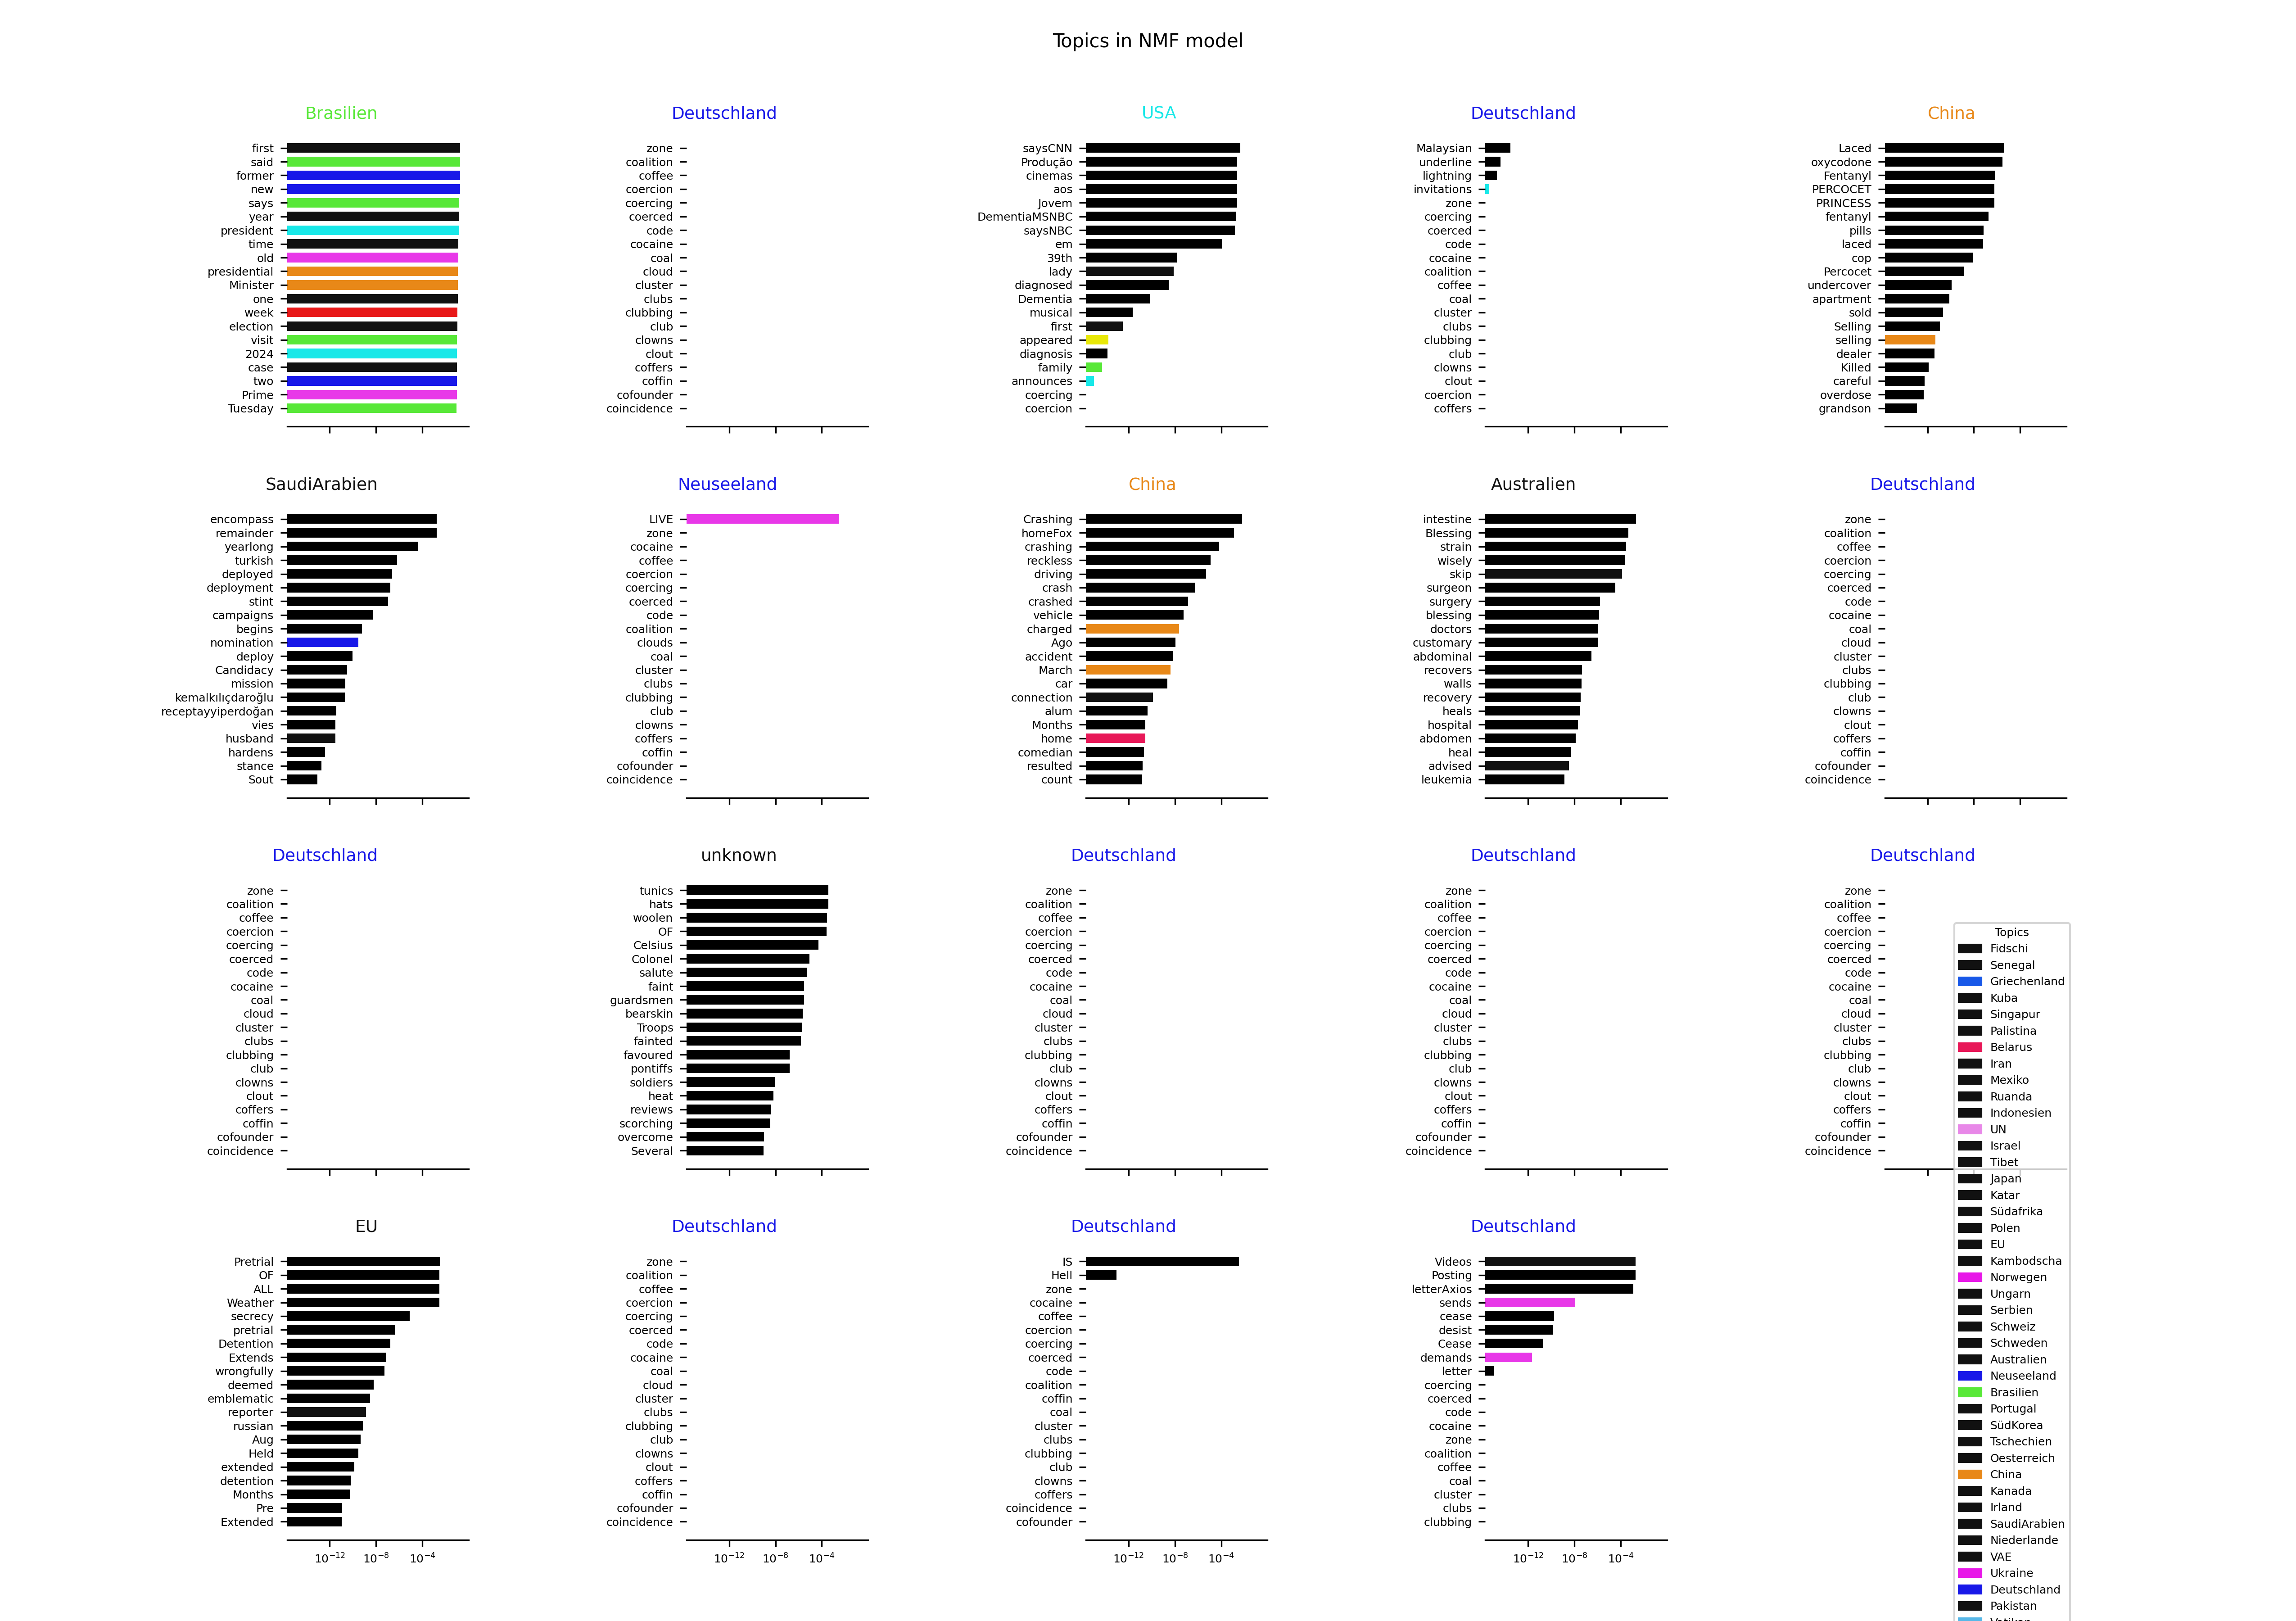 Topics in NMF model
Brasilien
first
said
former
new
says
year
president
time
old
presidential
Minister
one
week
election
visit
2024
case
two
Prime
Tuesday
Deutschland
zone
coalition
coffee
coercion
coercing
coerced
code
cocaine
coal
cloud
cluster
clubs
clubbing
club
clowns
clout
coffers
coffin
cofounder
coincidence
USA
saysCNN
Produção
cinemas
aos
Jovem
DementiaMSNBC
saysNBC
em
39th
lady
diagnosed
Dementia
musical
first
appeared
diagnosis
family
announces
coercing
coercion
Deutschland
Malaysian
underline
lightning
invitations
zone
coercing
coerced
code
cocaine
coalition
coffee
coal
cluster
clubs
clubbing
club
clowns
clout
coercion
coffers
China
Laced
oxycodone
Fentanyl
PERCOCET
PRINCESS
fentanyl
pills
laced
cop
Percocet
undercover
apartment
sold
Selling
selling
dealer
Killed
careful
overdose
grandson
SaudiArabien
encompass
remainder
yearlong
turkish
deployed
deployment
stint
campaigns
begins
nomination
deploy
Candidacy
mission
kemalkılıçdaroğlu
receptayyiperdoğan
vies
husband
hardens
stance
Sout
Neuseeland
LIVE
zone
cocaine
coffee
coercion
coercing
coerced
code
coalition
clouds
coal
cluster
clubs
clubbing
club
clowns
coffers
coffin
cofounder
coincidence
China
Crashing
homeFox
crashing
reckless
driving
crash
crashed
vehicle
charged
Ago
accident
March
car
connection
alum
Months
home
comedian
resulted
count
Australien
intestine
Blessing
strain
wisely
skip
surgeon
surgery
blessing
doctors
customary
abdominal
recovers
walls
recovery
heals
hospital
abdomen
heal
advised
leukemia
Deutschland
zone
coalition
coffee
coercion
coercing
coerced
code
cocaine
coal
cloud
cluster
clubs
clubbing
club
clowns
clout
coffers
coffin
cofounder
coincidence
Deutschland
zone
coalition
coffee
coercion
coercing
coerced
code
cocaine
coal
cloud
cluster
clubs
clubbing
club
clowns
clout
coffers
coffin
cofounder
coincidence
unknown
tunics
hats
woolen
OF
Celsius
Colonel
salute
faint
guardsmen
bearskin
Troops
fainted
favoured
pontiffs
soldiers
heat
reviews
scorching
overcome
Several
Deutschland
zone
coalition
coffee
coercion
coercing
coerced
code
cocaine
coal
cloud
cluster
clubs
clubbing
club
clowns
clout
coffers
coffin
cofounder
coincidence
Deutschland
zone
coalition
coffee
coercion
coercing
coerced
code
cocaine
coal
cloud
cluster
clubs
clubbing
club
clowns
clout
coffers
coffin
cofounder
coincidence
Deutschland
zone
coalition
coffee
coercion
coercing
coerced
code
cocaine
coal
cloud
cluster
clubs
clubbing
club
clowns
clout
coffers
coffin
cofounder
coincidence
EU
Pretrial
OF
ALL
Weather
secrecy
pretrial
Detention
Extends
wrongfully
deemed
emblematic
reporter
russian
Aug
Held
extended
detention
Months
Pre
Extended
10⁻¹² 10⁻⁸ 10⁻⁴
Deutschland
zone
coalition
coffee
coercion
coercing
coerced
code
cocaine
coal
cloud
cluster
clubs
clubbing
club
clowns
clout
coffers
coffin
cofounder
coincidence
10⁻¹² 10⁻⁸ 10⁻⁴
Deutschland
IS
Hell
zone
cocaine
coffee
coercion
coercing
coerced
code
coalition
coffin
coal
cluster
clubs
clubbing
club
clowns
coffers
coincidence
cofounder
10⁻¹² 10⁻⁸ 10⁻⁴
Deutschland
Videos
Posting
letterAxios
sends
cease
desist
Cease
demands
letter
coercing
coerced
code
cocaine
zone
coalition
coffee
coal
cluster
clubs
clubbing
10⁻¹² 10⁻⁸ 10⁻⁴
Topics
Fidschi
Senegal
Griechenland
Kuba
Singapur
Palistina
Belarus
Iran
Mexiko
Ruanda
Indonesien
UN
Israel
Tibet
Japan
Katar
Südafrika
Polen
EU
Kambodscha
Norwegen
Ungarn
Serbien
Schweiz
Schweden
Australien
Neuseeland
Brasilien
Portugal
SüdKorea
Tschechien
Oesterreich
China
Kanada
Irland
SaudiArabien
Niederlande
VAE
Ukraine
Deutschland
Pakistan